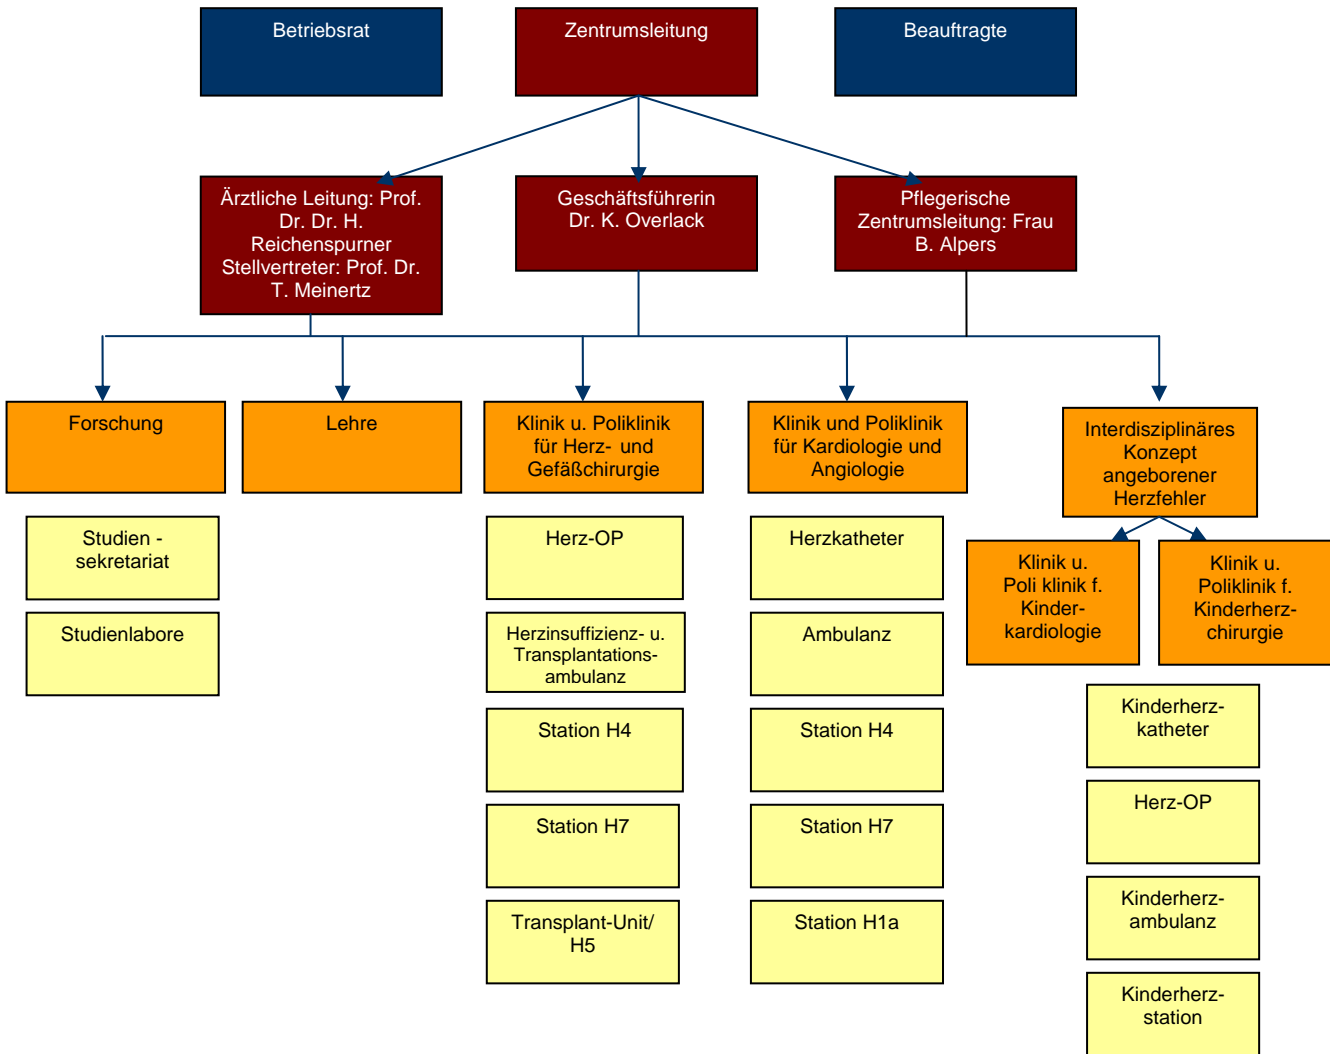 Betriebsrat
Zentrumsleitung
Beauftragte
Ärztliche Leitung: Prof.
Dr. Dr. H.
Reichenspurner
Stellvertreter: Prof. Dr.
T. Meinertz
Geschäftsführerin
Dr. K. Overlack
Pflegerische
Zentrumsleitung: Frau
B. Alpers
Forschung
Lehre
Klinik u. Poliklinik
für Herz- und
Gefäßchirurgie
Klinik und Poliklinik
für Kardiologie und
Angiologie
Interdisziplinäres
Konzept
angeborener
Herzfehler
Studien -
sekretariat
Studienlabore
Herz-OP
Herzinsuffizienz- u.
Transplantations-
ambulanz
Station H4
Station H7
Transplant-Unit/
H5
Herzkatheter
Ambulanz
Station H4
Station H7
Station H1a
Klinik u.
Poli klinik f.
Kinder-
kardiologie
Klinik u.
Poliklinik f.
Kinderherz-
chirurgie
Kinderherz-
katheter
Herz-OP
Kinderherz-
ambulanz
Kinderherz-
station